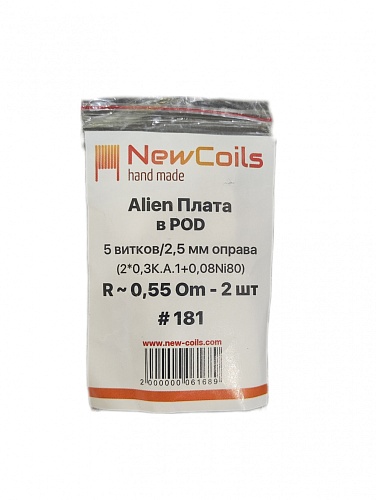 NewCoils
hand made
Alien Плата
в POD
5 витков/2,5 мм оправа
(2*0,3К.А.1+0,08Ni80)
R ~ 0,55 Om - 2 шт
# 181
www.new-coils.com
2 000000 061689